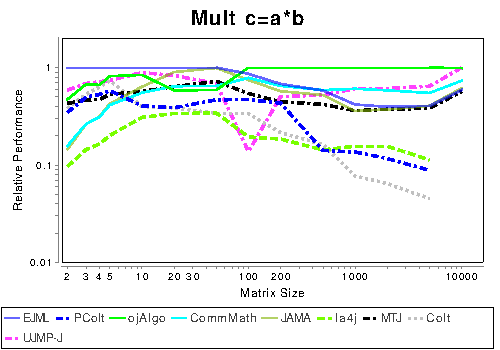 Mult c=a*b
1
0.1
0.01
Relative Performance
2 3 4 5 10 20 30 100 200 1000 10000
Matrix Size
EJML PColt ojAlgo CommMath JAMA la4j MTJ Colt
UJMP-J